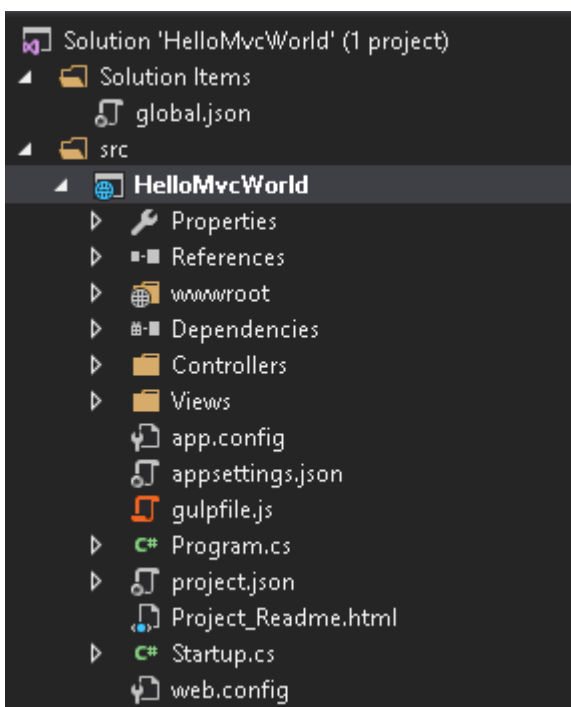 Solution 'HelloMvcWorld' (1 project)
Solution Items
global.json
src
HelloMvcWorld
Properties
References
wwwroot
Dependencies
Controllers
Views
app.config
appsettings.json
gulpfile.js
C# Program.cs
project.json
Project_Readme.html
C# Startup.cs
web.config